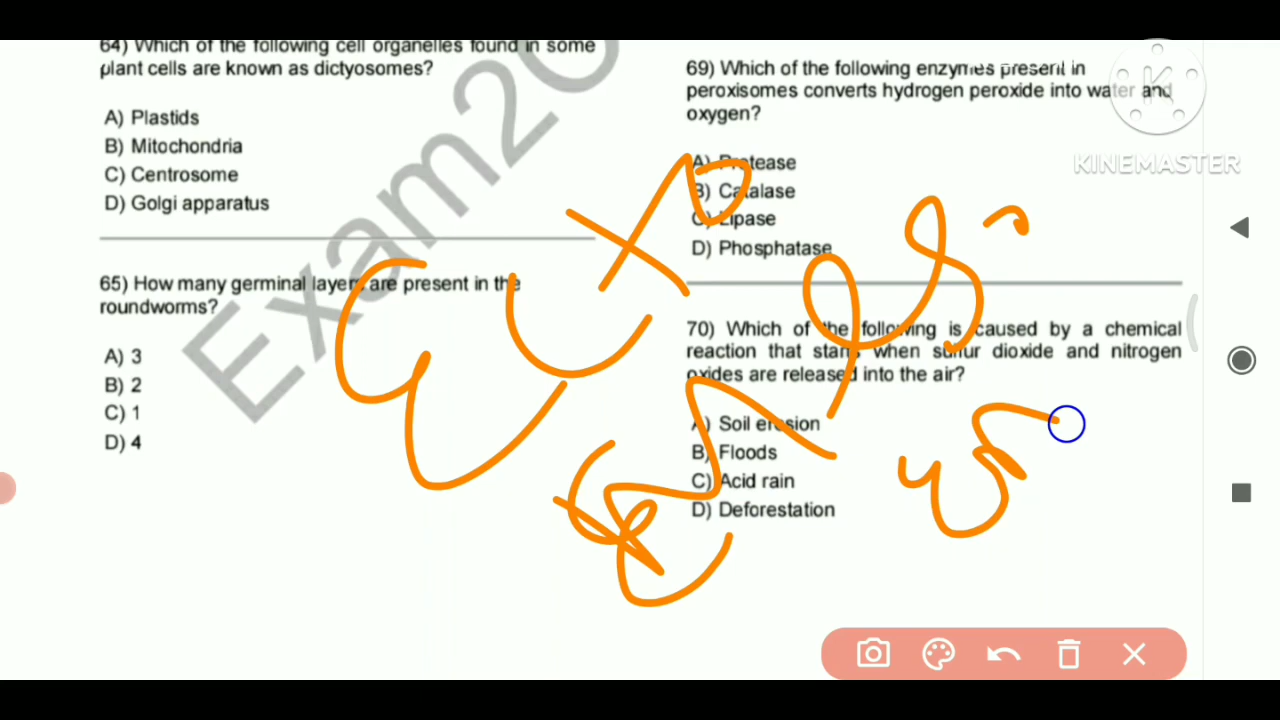 64) Which of the following cell organelles found in some
plant cells are known as dictyosomes?
A) Plastids
B) Mitochondria
C) Centrosome
D) Golgi apparatus
65) How many germinal layers are present in the
roundworms?
A) 3
B) 2
C) 1
D) 4
69) Which of the following enzymes present in
peroxisomes converts hydrogen peroxide into water and
oxygen?
A) Protease
B) Catalase
C) Lipase
D) Phosphatase
70) Which of the following is caused by a chemical
reaction that starts when sulfur dioxide and nitrogen
oxides are released into the air?
A) Soil erosion
B) Floods
C) Acid rain
D) Deforestation
KINEMASTER